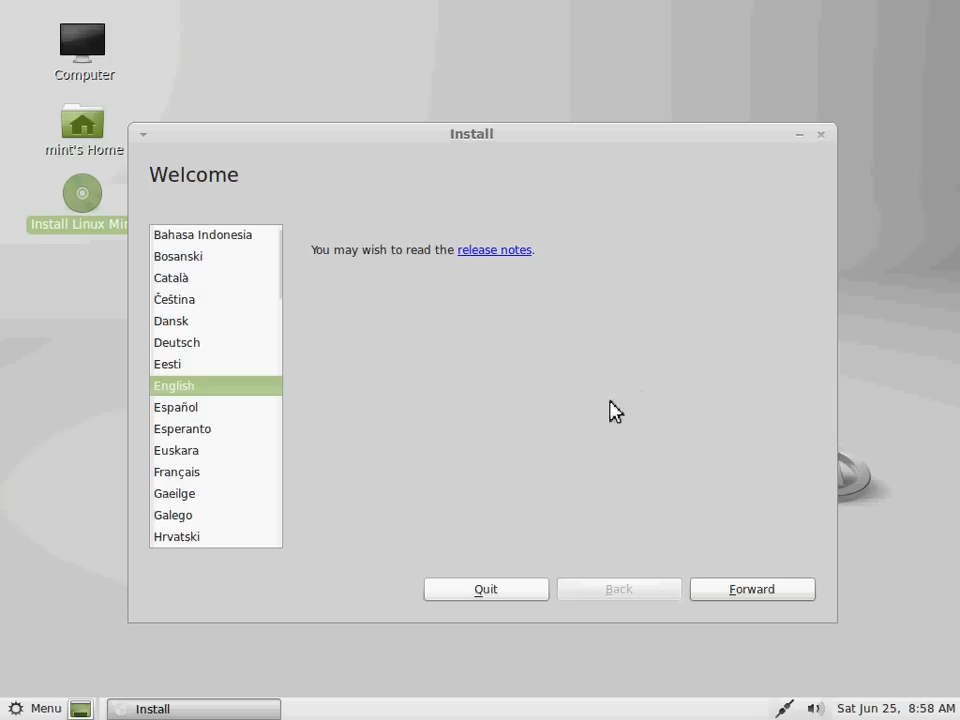 Computer
mint's Home
Install Linux
Install
Welcome
Bahasa Indonesia
Bosanski
Català
Čeština
Dansk
Deutsch
Eesti
English
Español
Esperanto
Euskara
Français
Gaeilge
Galego
Hrvatski
You may wish to read the release notes.
Quit
Back
Forward
Menu
Install
Sat Jun 25, 8:58 AM